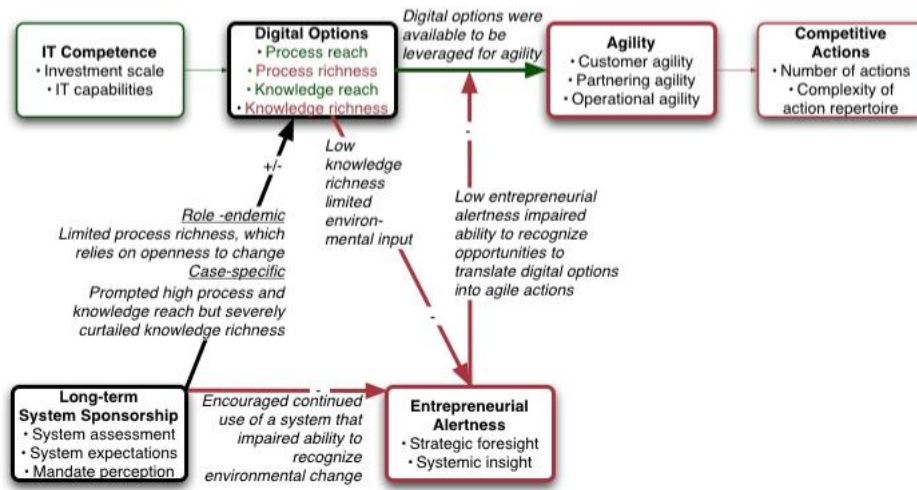 IT Competence
• Investment scale
• IT capabilities
Digital Options
• Process reach
• Process richness
• Knowledge reach
• Knowledge richness
Digital options were
available to be
leveraged for agility
Agility
• Customer agility
• Partnering agility
• Operational agility
Competitive
Actions
• Number of actions
• Complexity of
action repertoire
+/-
Role -endemic
Limited process richness, which
relies on openness to change
Case-specific
Prompted high process and
knowledge reach but severely
curtailed knowledge richness
Low
knowledge
richness
limited
environ-
mental input
-
-
Low entrepreneurial
alertness impaired
ability to recognize
opportunities to
translate digital options
into agile actions
Long-term
System Sponsorship
• System assessment
• System expectations
• Mandate perception
-
Encouraged continued
use of a system that
impaired ability to
recognize
environmental change
Entrepreneurial
Alertness
• Strategic foresight
• Systemic insight